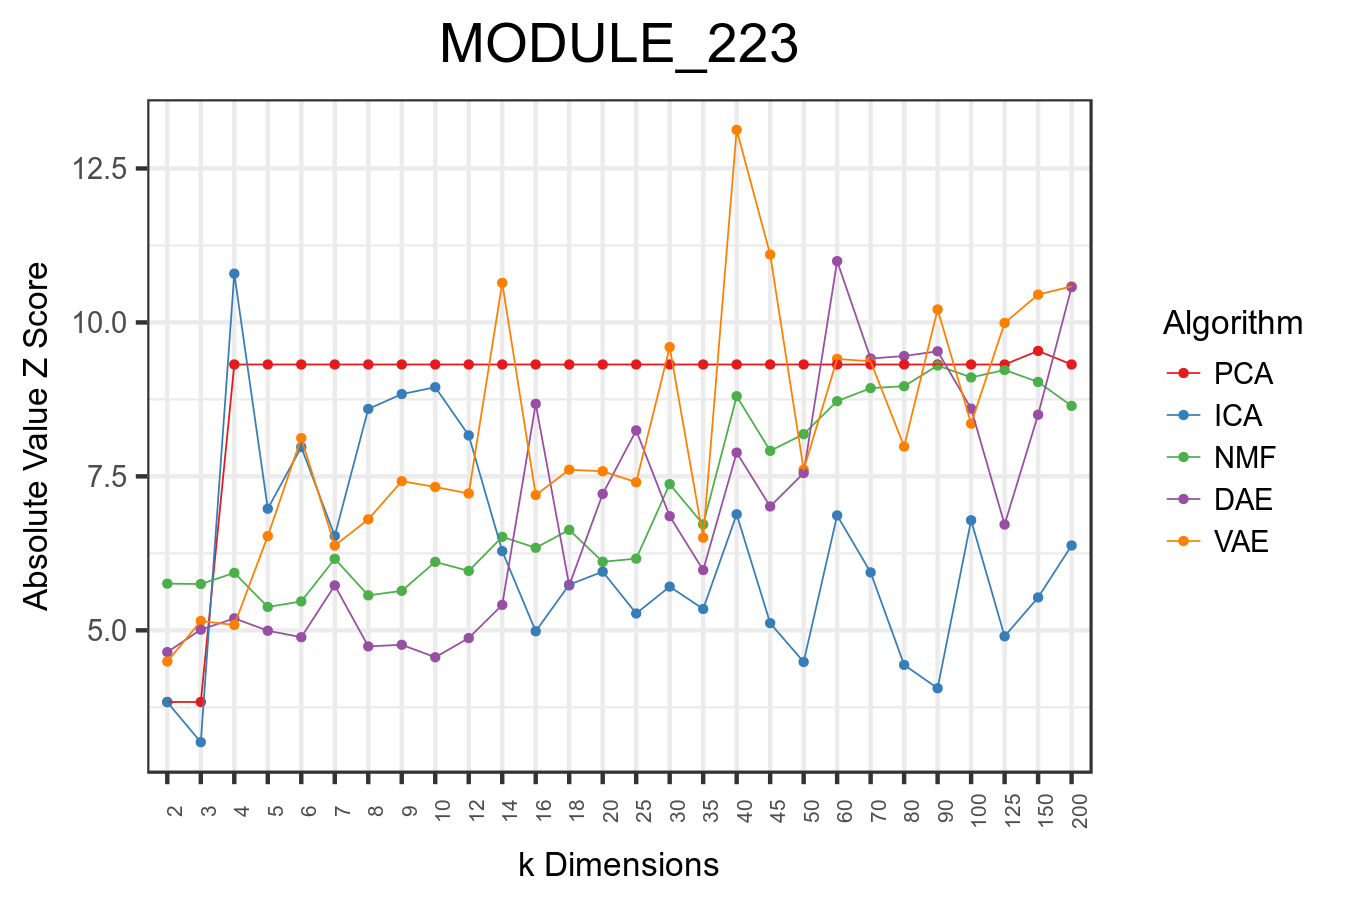 MODULE_223
Absolute Value Z Score
12.5
10.0
7.5
5.0
2 3 4 5 6 7 8 9 10 12 14 16 18 20 25 30 35 40 45 50 60 70 80 90 100 125 150 200
k Dimensions
Algorithm
PCA
ICA
NMF
DAE
VAE